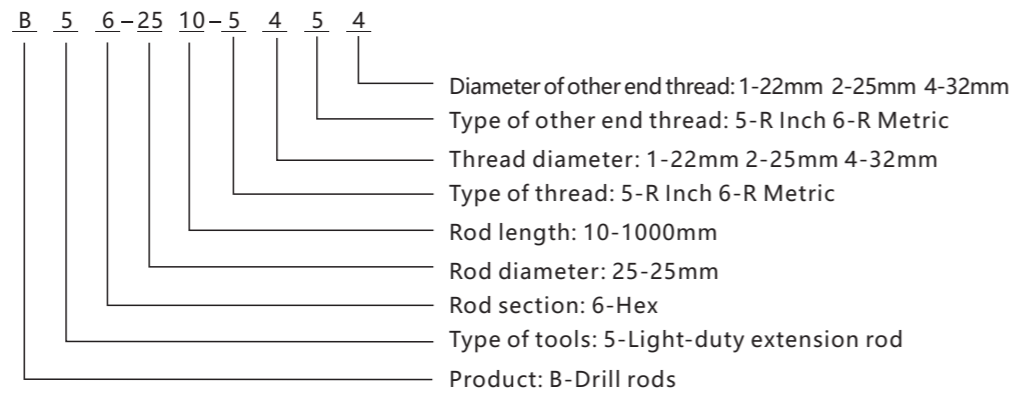 B 5 6-25 10-5 4 5 4
Diameter of other end thread: 1-22mm 2-25mm 4-32mm
Type of other end thread: 5-R Inch 6-R Metric
Thread diameter: 1-22mm 2-25mm 4-32mm
Type of thread: 5-R Inch 6-R Metric
Rod length: 10-1000mm
Rod diameter: 25-25mm
Rod section: 6-Hex
Type of tools: 5-Light-duty extension rod
Product: B-Drill rods